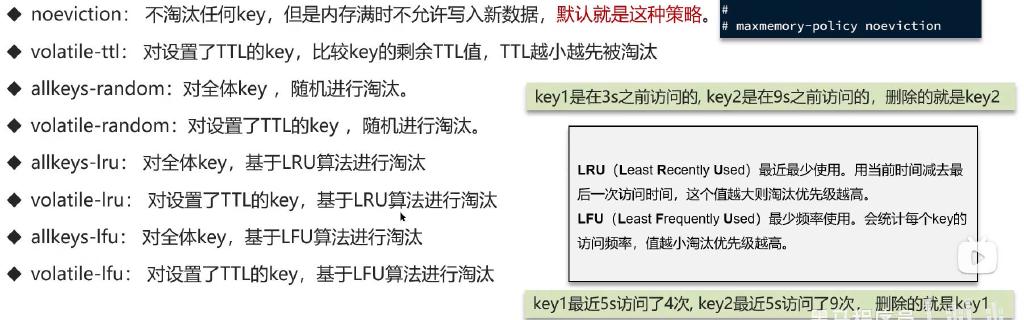 ◆ noeviction： 不淘汰任何key，但是内存满时不允许写入新数据，默认就是这种策略。
#
# maxmemory-policy noeviction
◆ volatile-ttl： 对设置了TTL的key，比较key的剩余TTL值，TTL越小越先被淘汰
◆ allkeys-random：对全体key ，随机进行淘汰。
◆ volatile-random：对设置了TTL的key ，随机进行淘汰。
◆ allkeys-lru： 对全体key，基于LRU算法进行淘汰
◆ volatile-lru： 对设置了TTL的key，基于LRU算法进行淘汰
◆ allkeys-lfu： 对全体key，基于LFU算法进行淘汰
◆ volatile-lfu： 对设置了TTL的key，基于LFU算法进行淘汰
key1是在3s之前访问的, key2是在9s之前访问的，删除的就是key2
LRU（Least Recently Used）最近最少使用。用当前时间减去最
后一次访问时间，这个值越大则淘汰优先级越高。
LFU（Least Frequently Used）最少频率使用。会统计每个key的
访问频率，值越小淘汰优先级越高。
key1最近5s访问了4次, key2最近5s访问了9次， 删除的就是key1